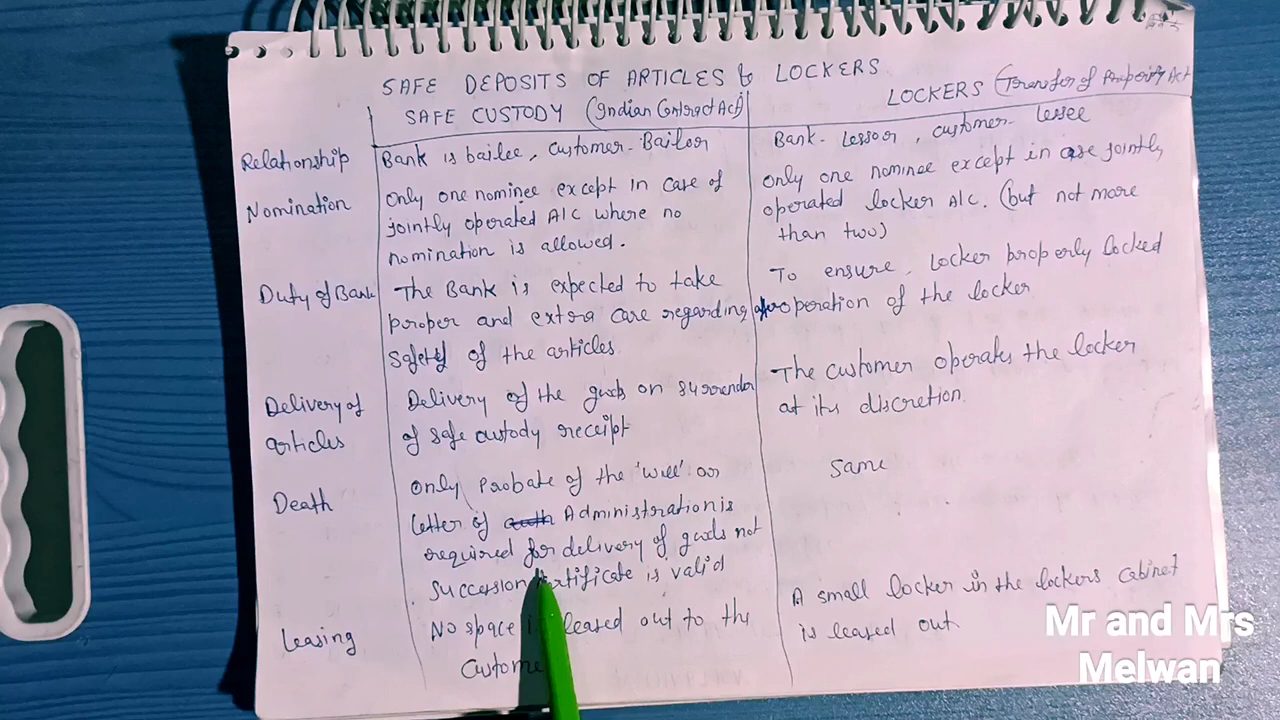 SAFE DEPOSITS OF ARTICLES & LOCKERS
SAFE CUSTODY (Indian Contract Act)
LOCKERS (Transfer of Property Act
Relationship
Bank is bailee, Customer-Bailor
Bank-Lessor, customer-lessee
Nomination
Only one nominee except in case of
jointly operated A/C where no
nomination is allowed.
Only one nominee except in case jointly
operated locker A/C. (but not more
than two)
Duty of Bank
The Bank is expected to take
proper and extra care regarding
safety of the articles
To ensure, Locker properly locked
after operation of the locker
Delivery of
articles
Delivery of the goods on surrender
of safe custody receipt
The customer operates the locker
at its discretion.
Death
Only Probate of the 'will' or
letter of Administration is
required for delivery of goods not
succession certificate is valid
Same
Leasing
No space is leased out to the
Custome
A small locker in the lockers cabinet
is leased out
Mr and Mrs
Melwan